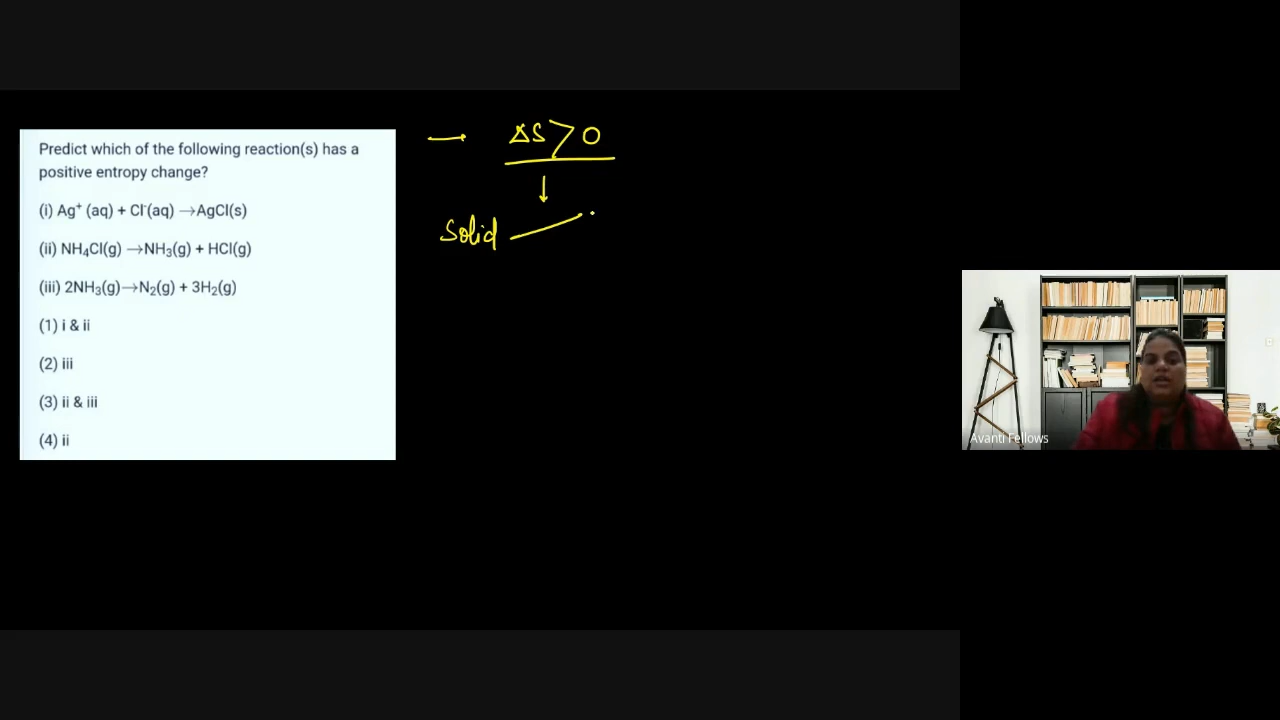 Predict which of the following reaction(s) has a
positive entropy change?
(i) Ag⁺ (aq) + Cl⁻(aq) →AgCl(s)
(ii) NH₄Cl(g) →NH₃(g) + HCl(g)
(iii) 2NH₃(g)→N₂(g) + 3H₂(g)
(1) i & ii
(2) iii
(3) ii & iii
(4) ii
— ΔS > 0
↓
Solid
Avanti Fellows